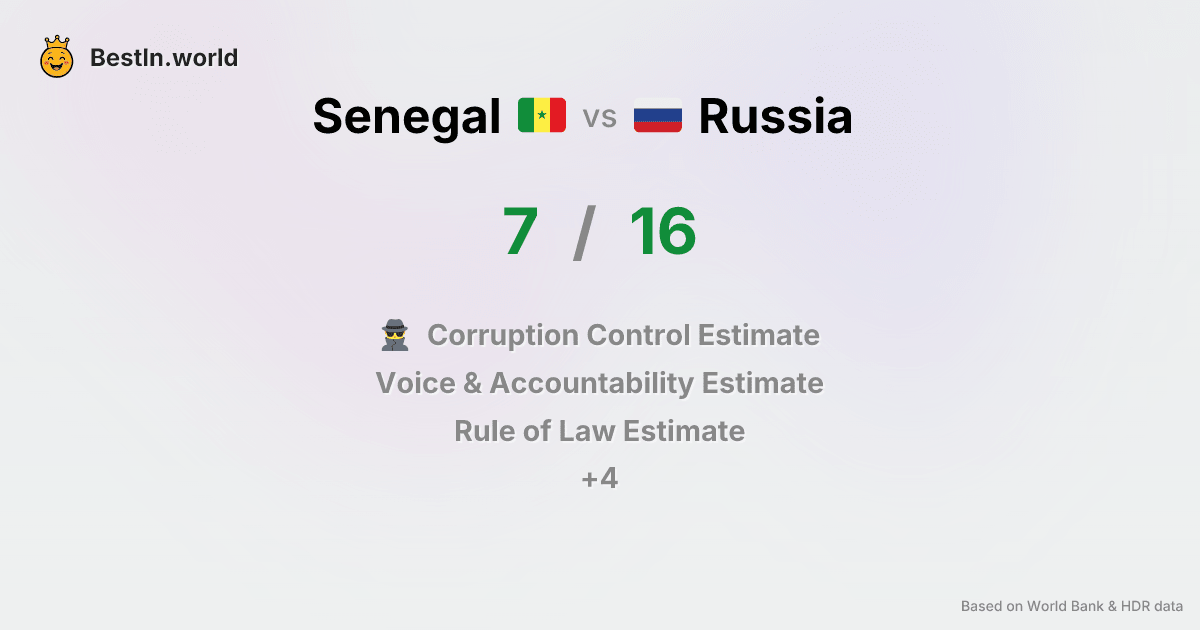 BestIn.world
Senegal vs Russia
7 / 16
Corruption Control Estimate
Voice & Accountability Estimate
Rule of Law Estimate
+4
Based on World Bank & HDR data